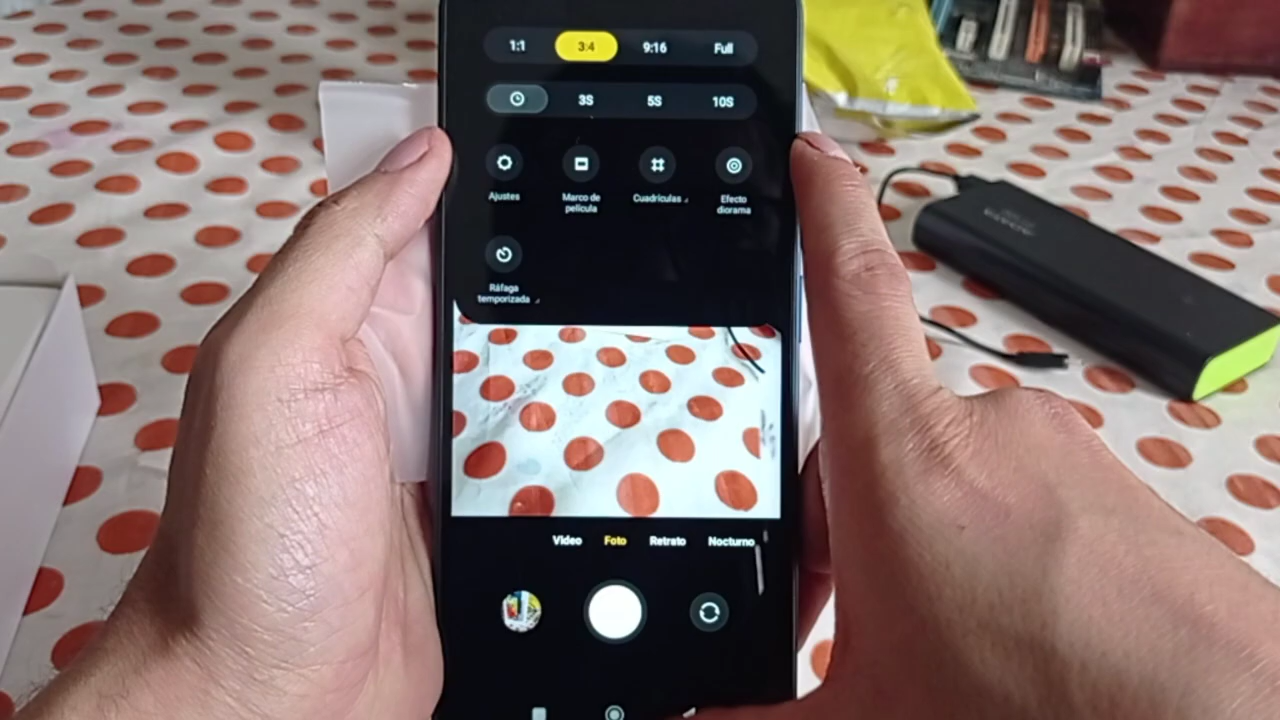 1:1 3:4 9:16 Full
3S 5S 10S
Ajustes
Marco de
película
Cuadrículas
Efecto
diorama
Ráfaga
temporizada
Video Foto Retrato Nocturno
ADATA